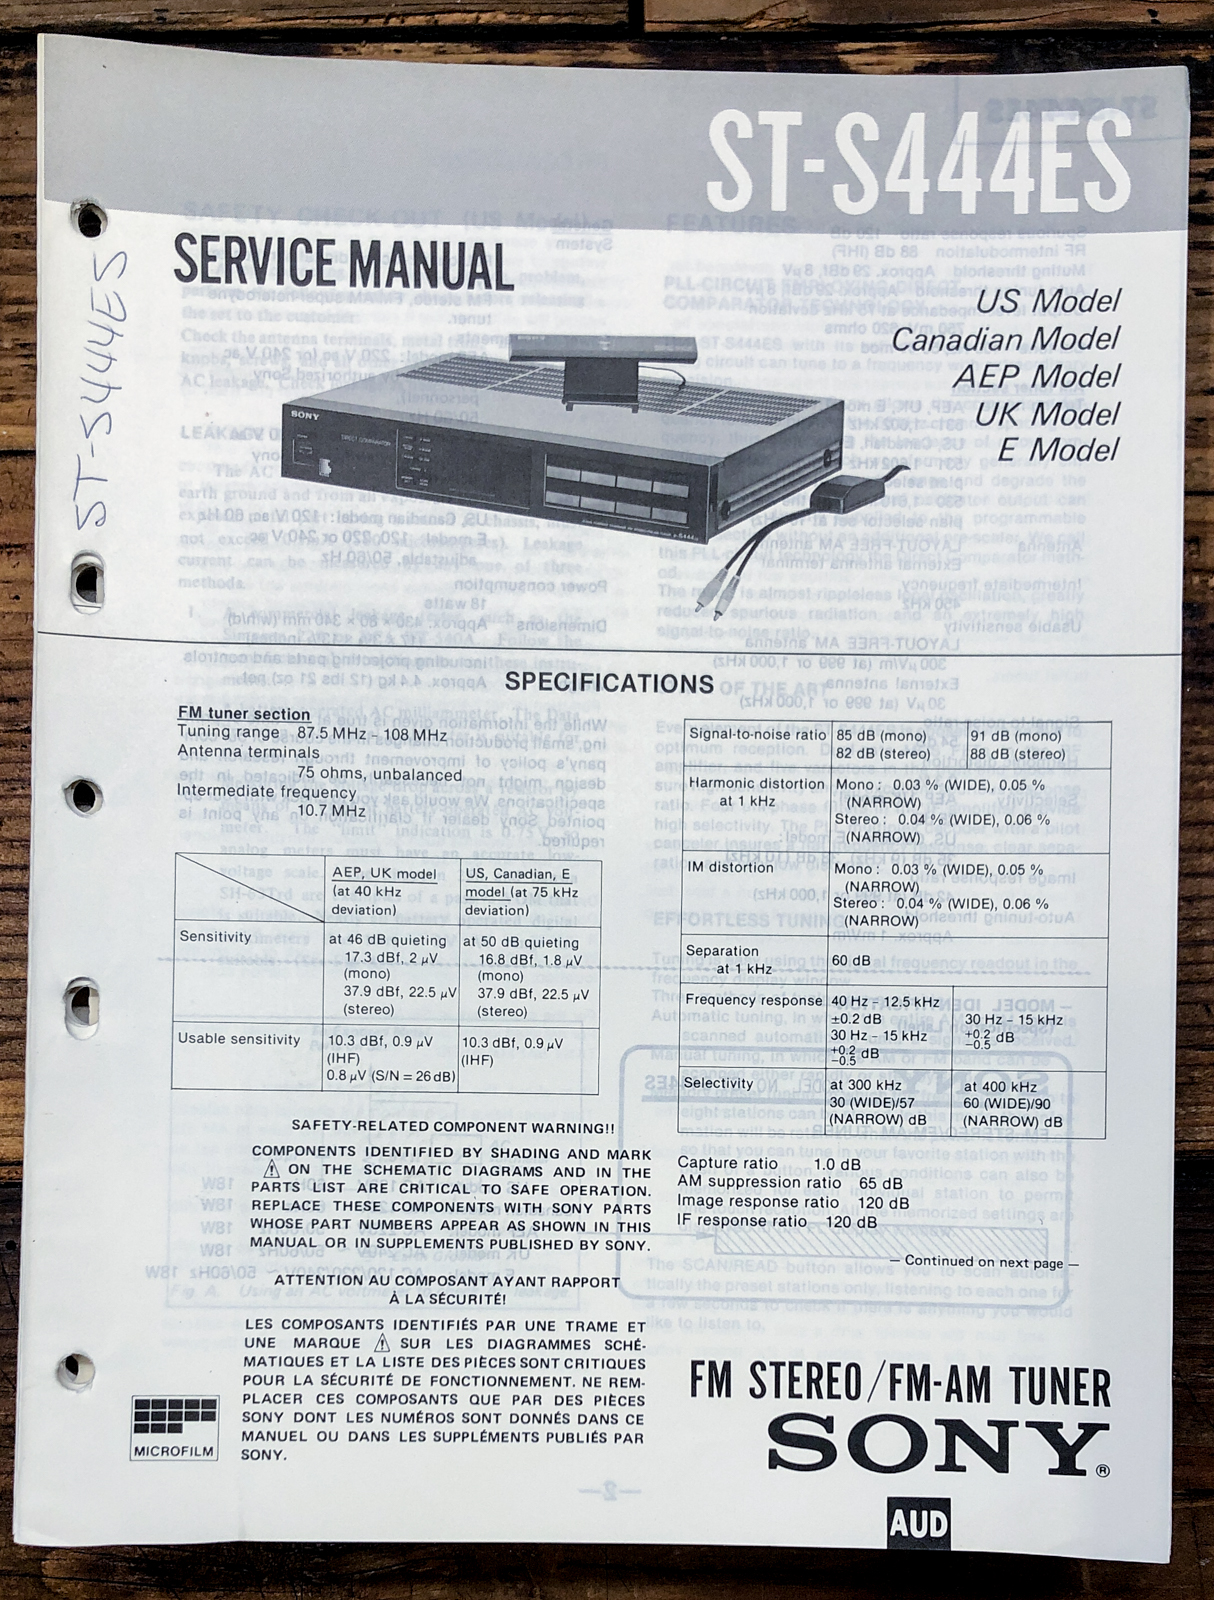 ST-S444ES
SERVICE MANUAL
US Model
Canadian Model
AEP Model
UK Model
E Model
ST-S444ES
SONY
DIRECT COMPARATOR
SPECIFICATIONS
FM tuner section
Tuning range 87.5 MHz – 108 MHz
Antenna terminals
75 ohms, unbalanced
Intermediate frequency
10.7 MHz
AEP, UK model (at 40 kHz deviation)
US, Canadian, E model (at 75 kHz deviation)
Sensitivity
at 46 dB quieting
17.3 dBf, 2 µV
(mono)
37.9 dBf, 22.5 µV
(stereo)
at 50 dB quieting
16.8 dBf, 1.8 µV
(mono)
37.9 dBf, 22.5 µV
(stereo)
Usable sensitivity
10.3 dBf, 0.9 µV
(IHF)
0.8 µV (S/N = 26 dB)
10.3 dBf, 0.9 µV
(IHF)
SAFETY-RELATED COMPONENT WARNING!!
COMPONENTS IDENTIFIED BY SHADING AND MARK
⚠ ON THE SCHEMATIC DIAGRAMS AND IN THE
PARTS LIST ARE CRITICAL TO SAFE OPERATION.
REPLACE THESE COMPONENTS WITH SONY PARTS
WHOSE PART NUMBERS APPEAR AS SHOWN IN THIS
MANUAL OR IN SUPPLEMENTS PUBLISHED BY SONY.
ATTENTION AU COMPOSANT AYANT RAPPORT
À LA SÉCURITÉ!
LES COMPOSANTS IDENTIFIÉS PAR UNE TRAME ET
UNE MARQUE ⚠ SUR LES DIAGRAMMES SCHÉ-
MATIQUES ET LA LISTE DES PIÈCES SONT CRITIQUES
POUR LA SÉCURITÉ DE FONCTIONNEMENT. NE REM-
PLACER CES COMPOSANTS QUE PAR DES PIÈCES
SONY DONT LES NUMÉROS SONT DONNÉS DANS CE
MANUEL OU DANS LES SUPPLÉMENTS PUBLIÉS PAR
SONY.
MICROFILM
Signal-to-noise ratio
85 dB (mono)
82 dB (stereo)
91 dB (mono)
88 dB (stereo)
Harmonic distortion
at 1 kHz
Mono : 0.03 % (WIDE), 0.05 %
(NARROW)
Stereo : 0.04 % (WIDE), 0.06 %
(NARROW)
IM distortion
Mono : 0.03 % (WIDE), 0.05 %
(NARROW)
Stereo : 0.04 % (WIDE), 0.06 %
(NARROW)
Separation
at 1 kHz
60 dB
Frequency response
40 Hz – 12.5 kHz
±0.2 dB
30 Hz – 15 kHz
+0.2
−0.5 dB
30 Hz – 15 kHz
+0.2
−0.5 dB
Selectivity
at 300 kHz
30 (WIDE)/57
(NARROW) dB
at 400 kHz
60 (WIDE)/90
(NARROW) dB
Capture ratio 1.0 dB
AM suppression ratio 65 dB
Image response ratio 120 dB
IF response ratio 120 dB
— Continued on next page —
FM STEREO/FM-AM TUNER
SONY®
AUD